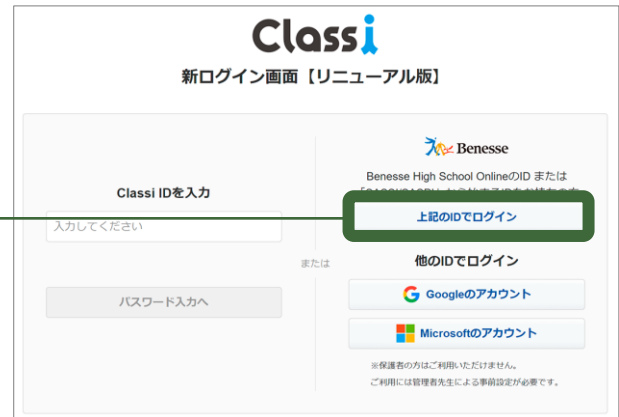 Classi
新ログイン画面【リニューアル版】
Classi IDを入力
入力してください
パスワード入力へ
または
Benesse
Benesse High School OnlineのID または
上記のIDでログイン
他のIDでログイン
Googleのアカウント
Microsoftのアカウント
※保護者の方はご利用いただけません。
ご利用には管理者先生による事前設定が必要です。